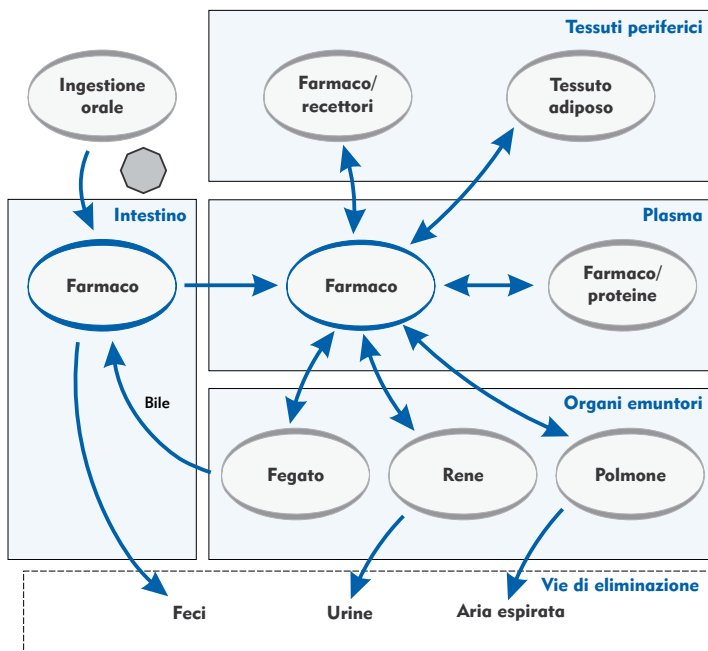 Tessuti periferici
Ingestione
orale
Farmaco/
recettori
Tessuto
adiposo
Intestino
Plasma
Farmaco
Farmaco
Farmaco/
proteine
Bile
Organi emuntori
Fegato
Rene
Polmone
Vie di eliminazione
Feci
Urine
Aria espirata